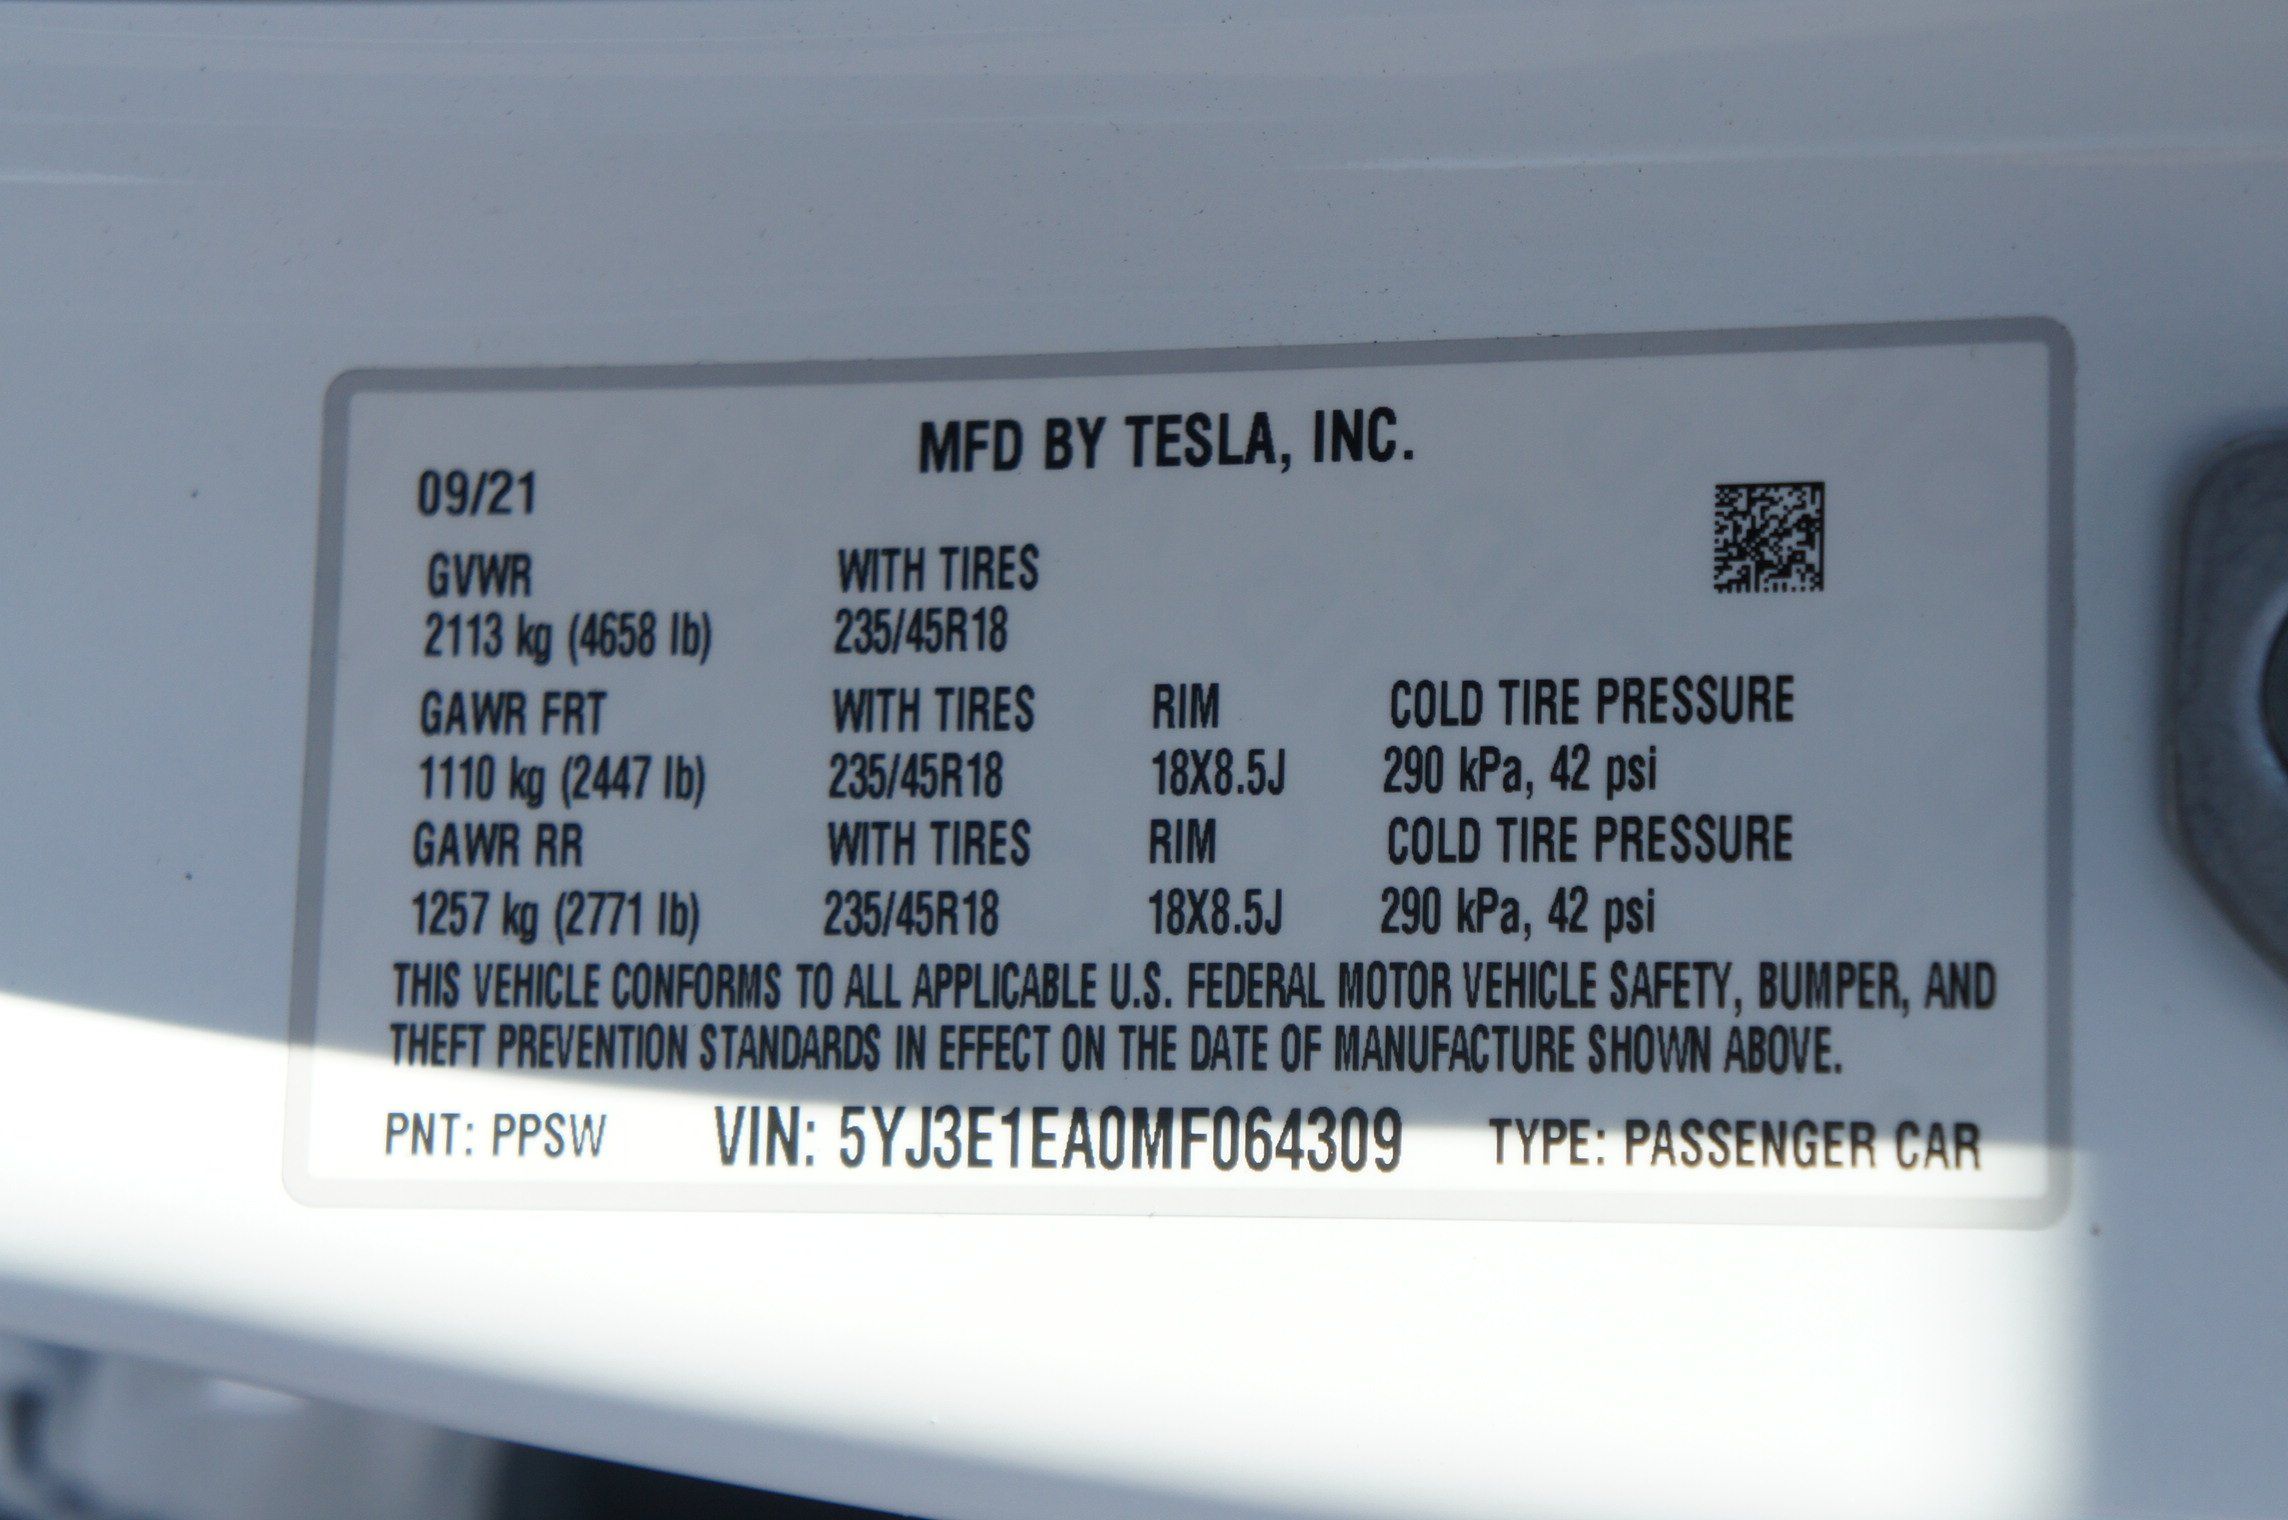 MFD BY TESLA, INC.
09/21
GVWR WITH TIRES
2113 kg (4658 lb) 235/45R18
GAWR FRT WITH TIRES RIM COLD TIRE PRESSURE
1110 kg (2447 lb) 235/45R18 18X8.5J 290 kPa, 42 psi
GAWR RR WITH TIRES RIM COLD TIRE PRESSURE
1257 kg (2771 lb) 235/45R18 18X8.5J 290 kPa, 42 psi
THIS VEHICLE CONFORMS TO ALL APPLICABLE U.S. FEDERAL MOTOR VEHICLE SAFETY, BUMPER, AND
THEFT PREVENTION STANDARDS IN EFFECT ON THE DATE OF MANUFACTURE SHOWN ABOVE.
PNT: PPSW VIN: 5YJ3E1EA0MF064309 TYPE: PASSENGER CAR